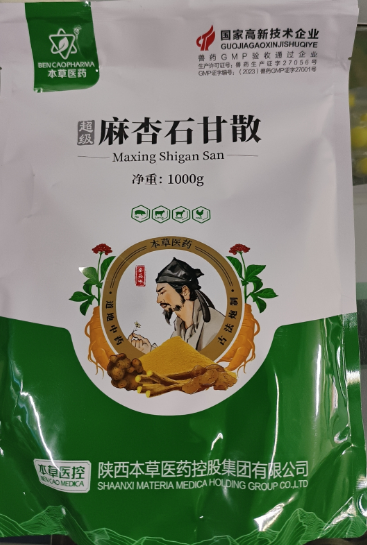 BEN CAOPHARMA
本草医药
国家高新技术企业
GUOJIAGAOXINJISHUQIYE
兽药GMP验收通过企业
超级
麻杏石甘散
Maxing Shigan San
净重：1000g
本草医药
本草医控
BEN CAO MEDICA
陕西本草医药控股集团有限公司
SHAANXI MATERIA MEDICA HOLDING GROUP CO.,LTD